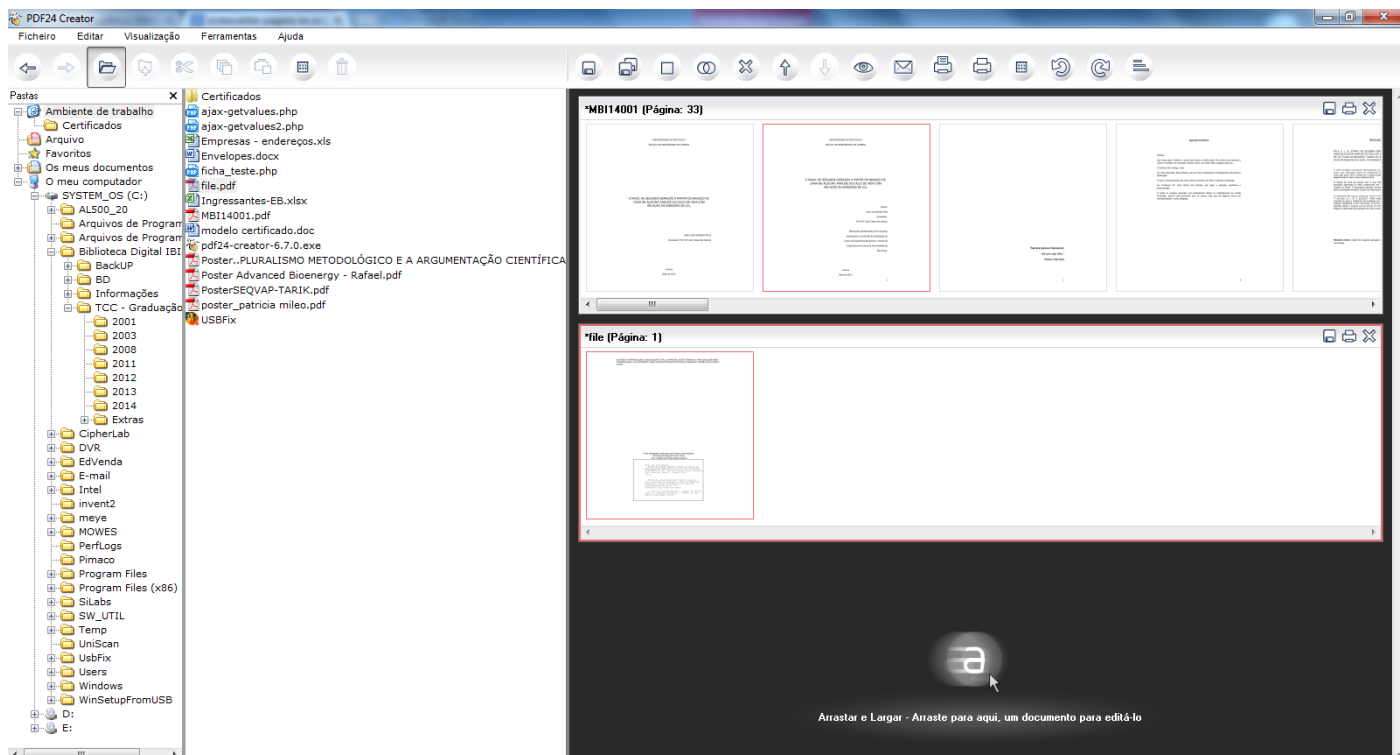 PDF24 Creator
Ficheiro Editar Visualização Ferramentas Ajuda
Pastas
Ambiente de trabalho
Certificados
Arquivo
Favoritos
Os meus documentos
O meu computador
SYSTEM_OS (C:)
AL500_20
Arquivos de Program
Arquivos de Program
Biblioteca Digital IBI
BackUP
BD
Informações
TCC - Graduação
2001
2003
2008
2011
2012
2013
2014
Extras
CipherLab
DVR
EdVenda
E-mail
Intel
invent2
meye
MOWES
PerfLogs
Pimaco
Program Files
Program Files (x86)
SiLabs
SW_UTIL
Temp
UniScan
UsbFix
Users
Windows
WinSetupFromUSB
D:
E:
Certificados
ajax-getvalues.php
ajax-getvalues2.php
Empresas - endereços.xls
Envelopes.docx
ficha_teste.php
file.pdf
Ingressantes-EB.xlsx
MBI14001.pdf
modelo certificado.doc
pdf24-creator-6.7.0.exe
Poster..PLURALISMO METODOLÓGICO E A ARGUMENTAÇÃO CIENTÍFICA
Poster Advanced Bioenergy - Rafael.pdf
PosterSEQVAP-TARIK.pdf
poster_patricia mileo.pdf
USBFix
*MBI14001 (Página: 33)
*file (Página: 1)
a
Arrastar e Largar - Arraste para aqui, um documento para editá-lo